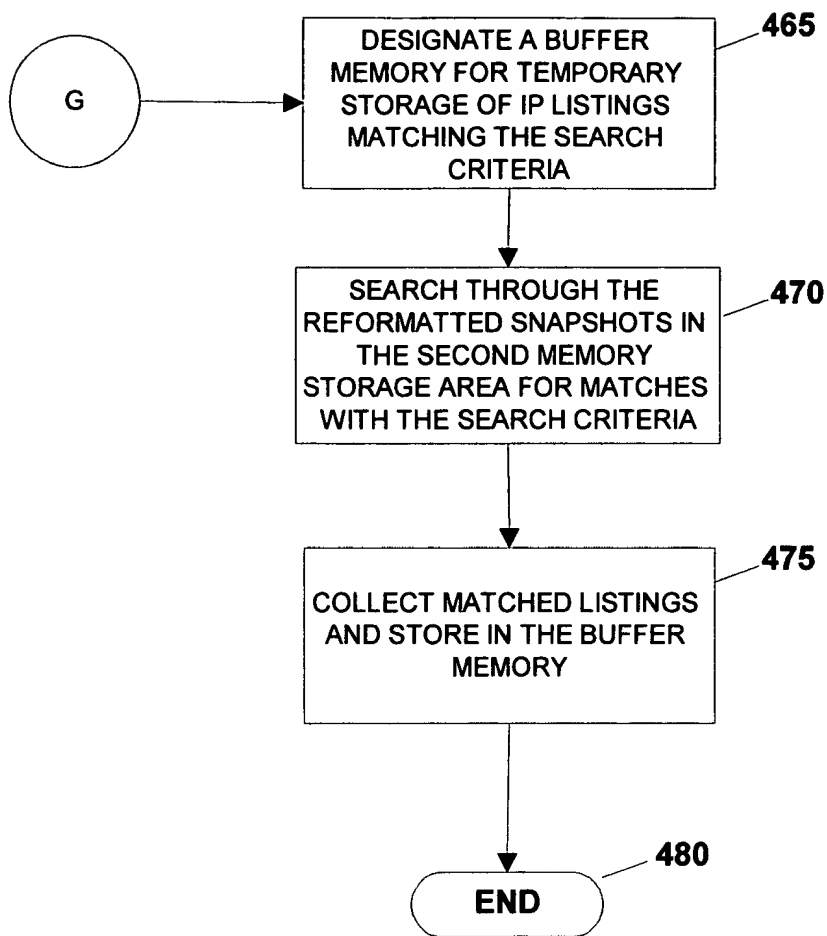 465
G
DESIGNATE A BUFFER
MEMORY FOR TEMPORARY
STORAGE OF IP LISTINGS
MATCHING THE SEARCH
CRITERIA
470
SEARCH THROUGH THE
REFORMATTED SNAPSHOTS IN
THE SECOND MEMORY
STORAGE AREA FOR MATCHES
WITH THE SEARCH CRITERIA
475
COLLECT MATCHED LISTINGS
AND STORE IN THE BUFFER
MEMORY
480
END